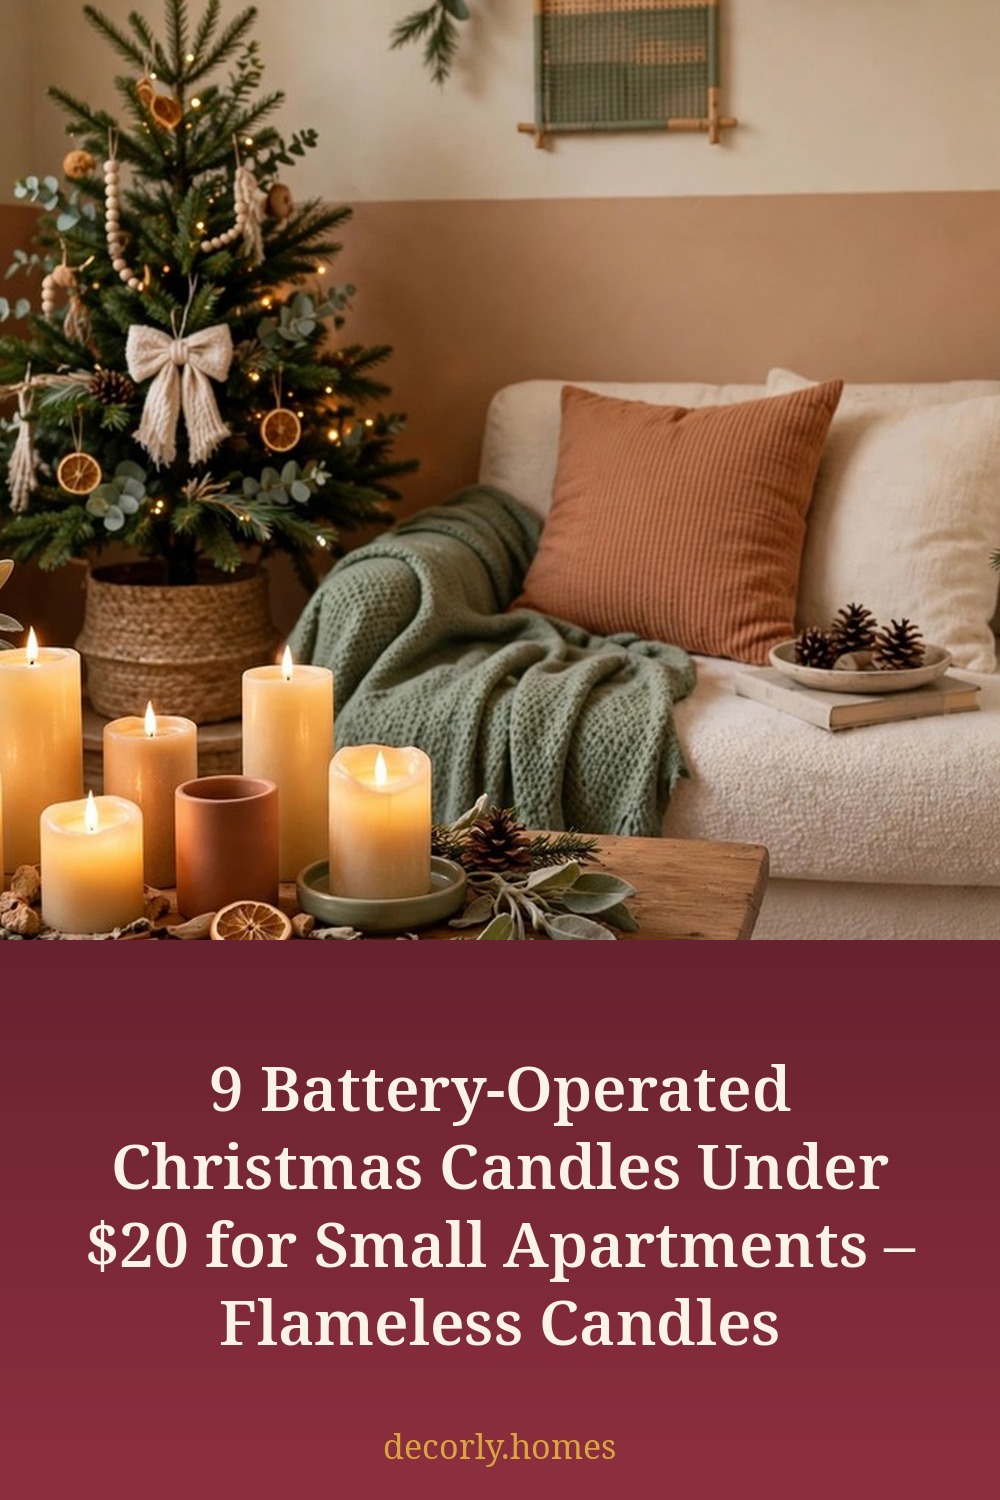 9 Battery-Operated
Christmas Candles Under
$20 for Small Apartments –
Flameless Candles
decorly.homes